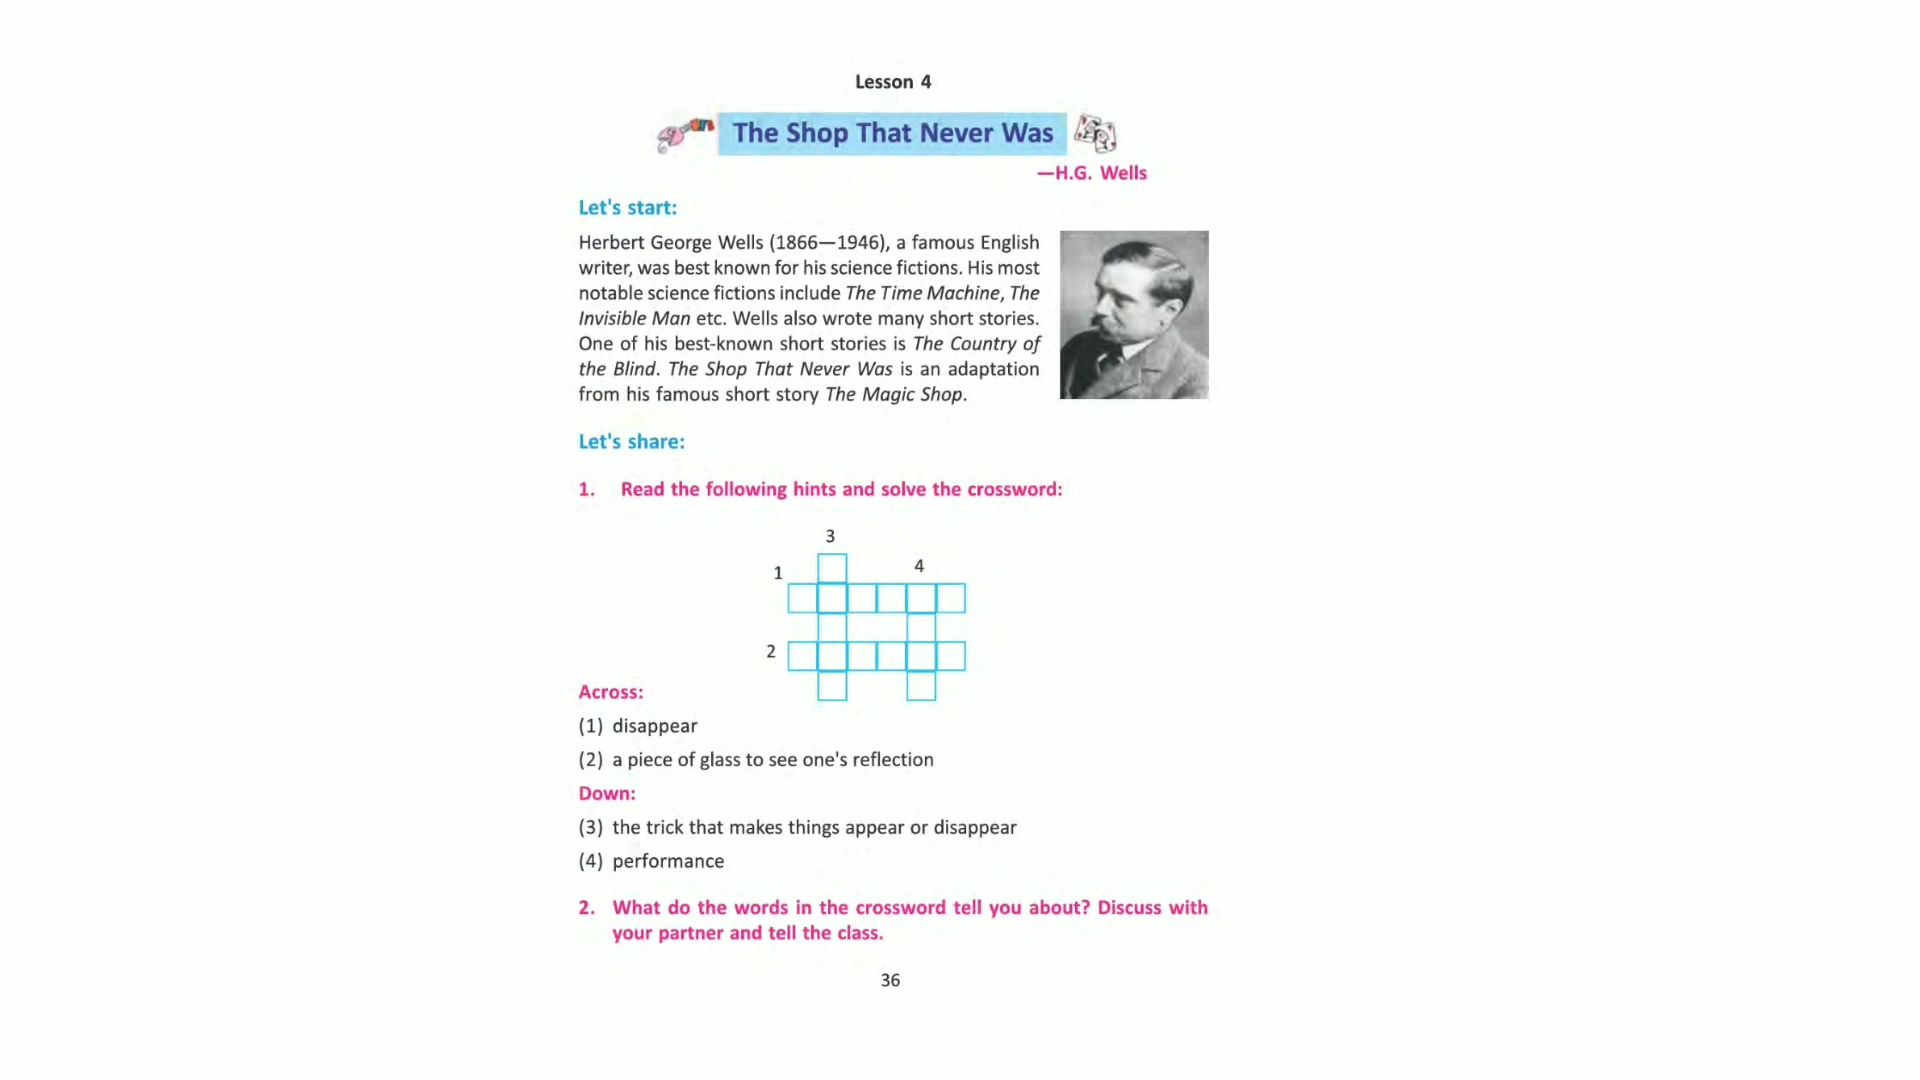 Lesson 4
The Shop That Never Was
—H.G. Wells
Let's start:
Herbert George Wells (1866—1946), a famous English
writer, was best known for his science fictions. His most
notable science fictions include The Time Machine, The
Invisible Man etc. Wells also wrote many short stories.
One of his best-known short stories is The Country of
the Blind. The Shop That Never Was is an adaptation
from his famous short story The Magic Shop.
Let's share:
1. Read the following hints and solve the crossword:
3
4
1
2
Across:
(1) disappear
(2) a piece of glass to see one's reflection
Down:
(3) the trick that makes things appear or disappear
(4) performance
2. What do the words in the crossword tell you about? Discuss with
your partner and tell the class.
36